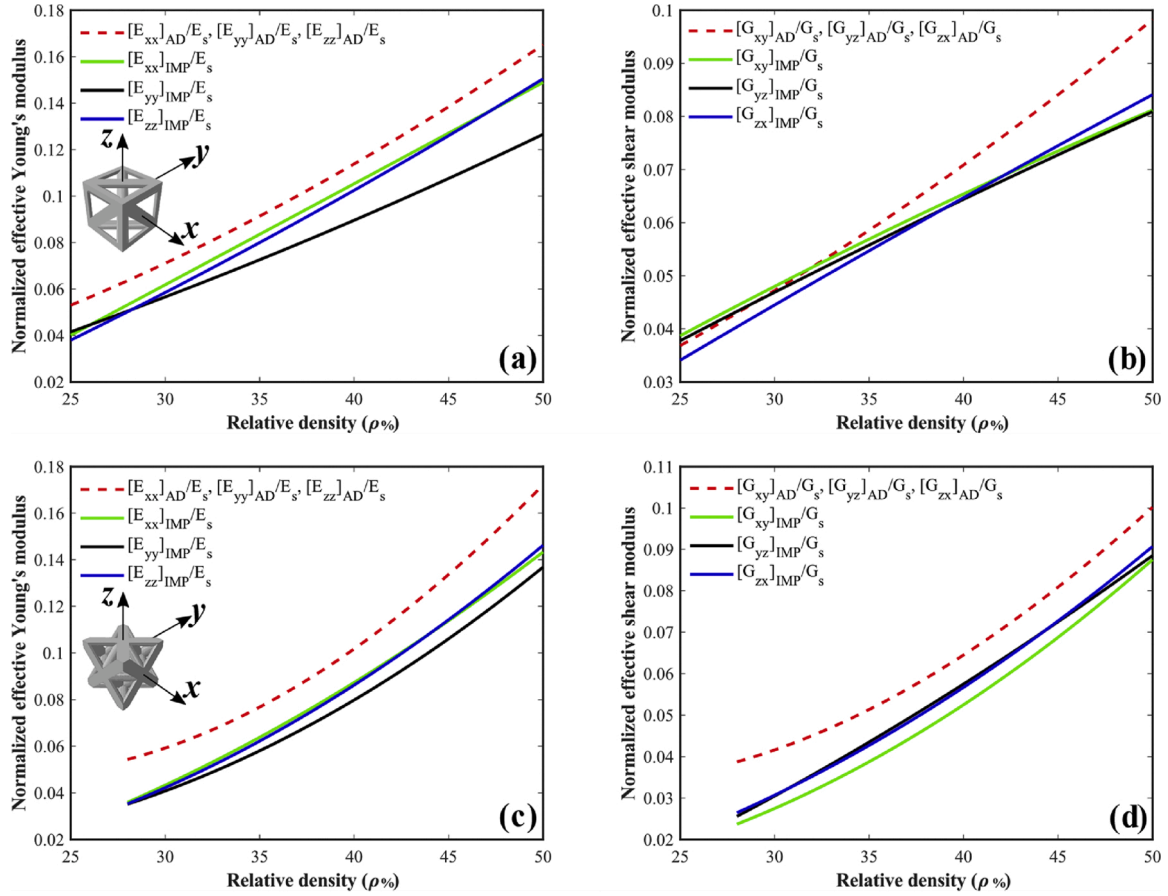 0.18
0.16
0.14
0.12
0.1
0.08
0.06
0.04
0.02
Normalized effective Young's modulus
[E_xx]_AD/E_s, [E_yy]_AD/E_s, [E_zz]_AD/E_s
[E_xx]_IMP/E_s
[E_yy]_IMP/E_s
[E_zz]_IMP/E_s
z
y
x
(a)
25 30 35 40 45 50
Relative density (ρ%)
0.1
0.09
0.08
0.07
0.06
0.05
0.04
0.03
Normalized effective shear modulus
[G_xy]_AD/G_s, [G_yz]_AD/G_s, [G_zx]_AD/G_s
[G_xy]_IMP/G_s
[G_yz]_IMP/G_s
[G_zx]_IMP/G_s
(b)
25 30 35 40 45 50
Relative density (ρ%)
0.18
0.16
0.14
0.12
0.1
0.08
0.06
0.04
0.02
Normalized effective Young's modulus
[E_xx]_AD/E_s, [E_yy]_AD/E_s, [E_zz]_AD/E_s
[E_xx]_IMP/E_s
[E_yy]_IMP/E_s
[E_zz]_IMP/E_s
z
y
x
(c)
25 30 35 40 45 50
Relative density (ρ%)
0.11
0.1
0.09
0.08
0.07
0.06
0.05
0.04
0.03
0.02
Normalized effective shear modulus
[G_xy]_AD/G_s, [G_yz]_AD/G_s, [G_zx]_AD/G_s
[G_xy]_IMP/G_s
[G_yz]_IMP/G_s
[G_zx]_IMP/G_s
(d)
25 30 35 40 45 50
Relative density (ρ%)